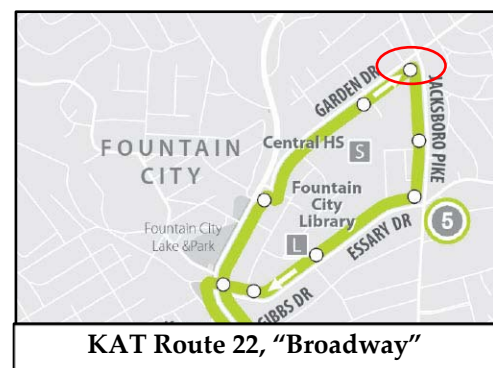 GARDEN DR
JACKSBORO PIKE
Central HS
S
FOUNTAIN
CITY
Fountain
City
Library
5
Fountain City
Lake &Park
L
ESSARY DR
GIBBS DR
KAT Route 22, “Broadway”